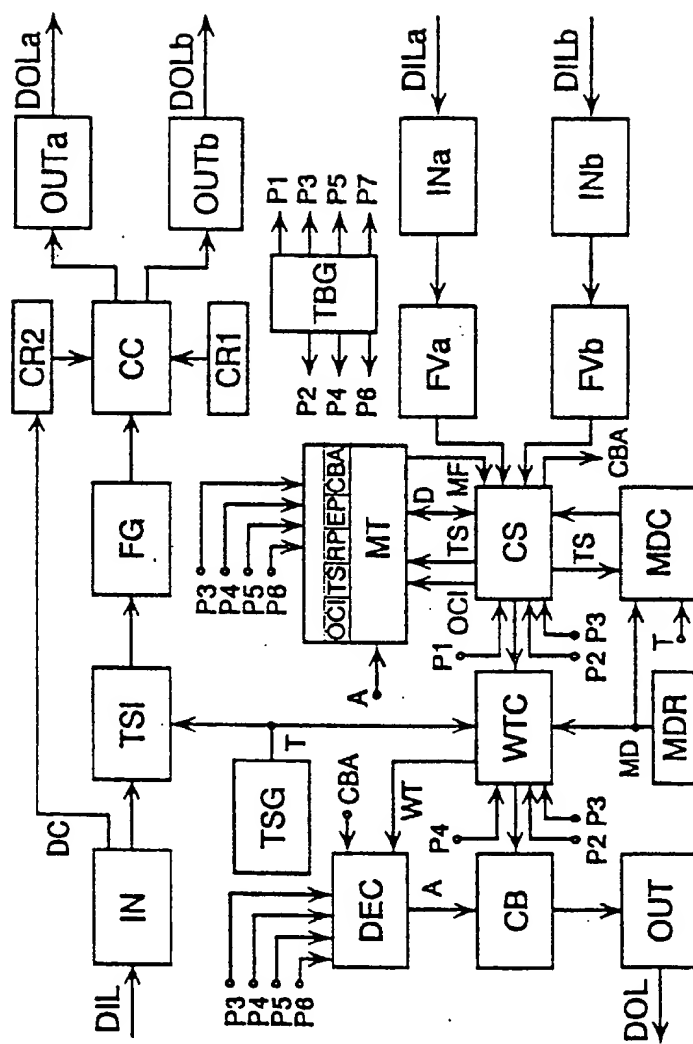 DIL
IN
DC
TSI
FG
CR2
CC
CR1
OUTa
DOLa
OUTb
DOLb
TSG
T
TBG
P1
P3
P5
P7
P2
P4
P6
P3
P4
P5
P6
CBA
DEC
WT
A
P3
P4
P5
P6
OCI TS RP EP CBA
MT
A
OCI
TS
D
MF
FVa
INa
DILa
FVb
INb
DILb
CS
P1
P2
P3
CBA
TS
MDC
T
WTC
P4
P2
P3
MD
MDR
CB
OUT
DOL